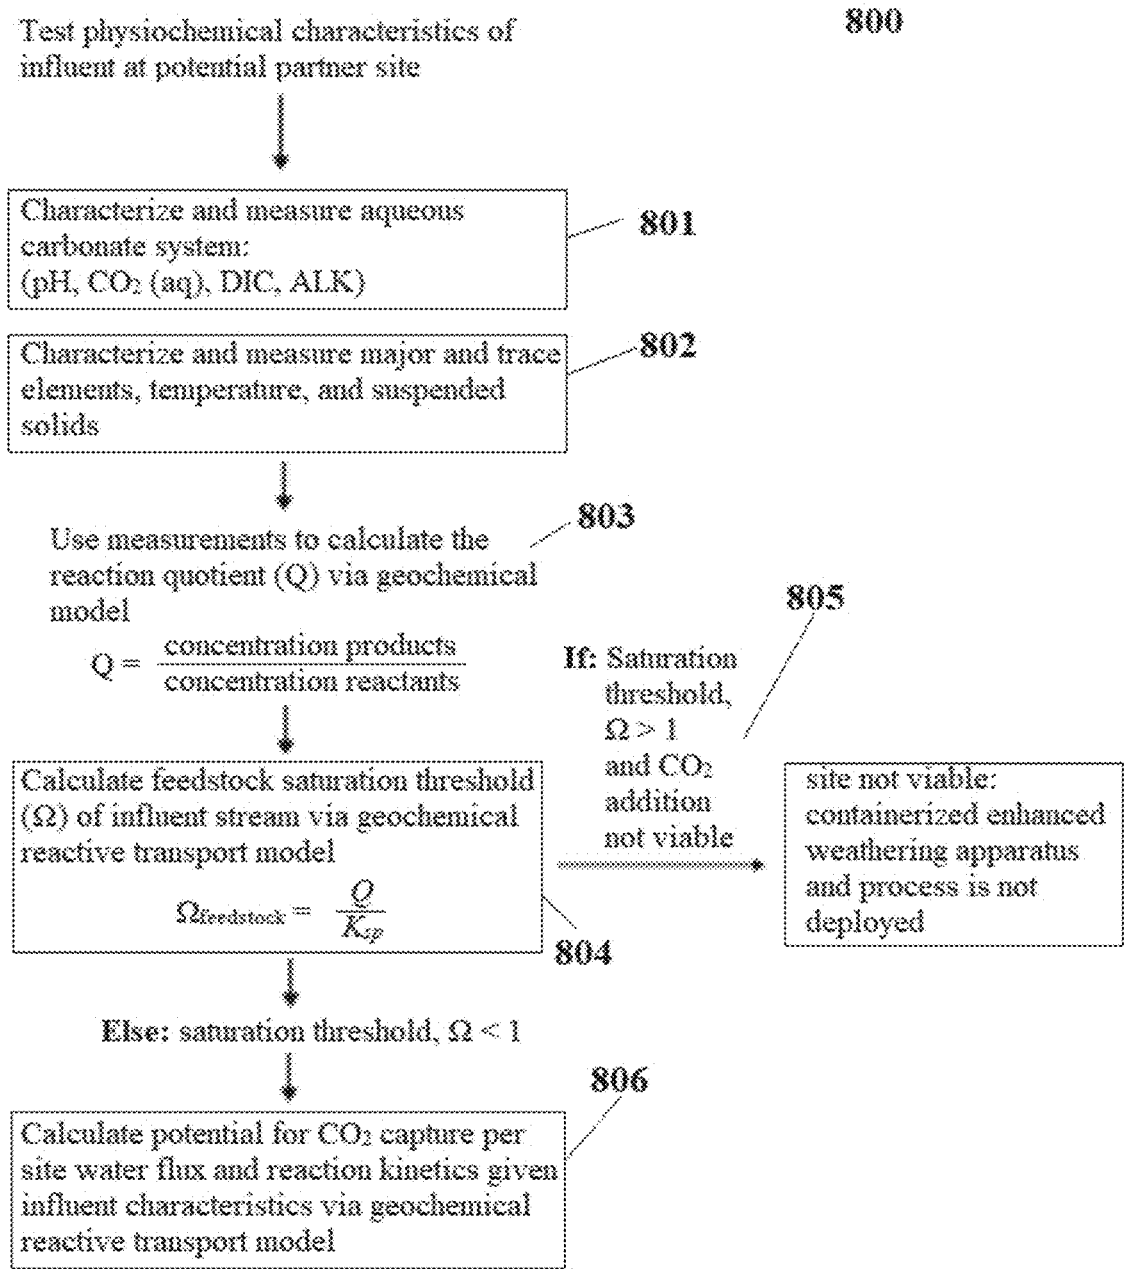 800
Test physiochemical characteristics of
influent at potential partner site
Characterize and measure aqueous
carbonate system:
(pH, CO₂ (aq), DIC, ALK)
801
Characterize and measure major and trace
elements, temperature, and suspended
solids
802
Use measurements to calculate the
reaction quotient (Q) via geochemical
model
803
Q = concentration products
concentration reactants
Calculate feedstock saturation threshold
(Ω) of influent stream via geochemical
reactive transport model
Ωfeedstock = Q
Ksp
804
If: Saturation
threshold,
Ω > 1
and CO₂
addition
not viable
805
site not viable:
containerized enhanced
weathering apparatus
and process is not
deployed
Else: saturation threshold, Ω < 1
806
Calculate potential for CO₂ capture per
site water flux and reaction kinetics given
influent characteristics via geochemical
reactive transport model